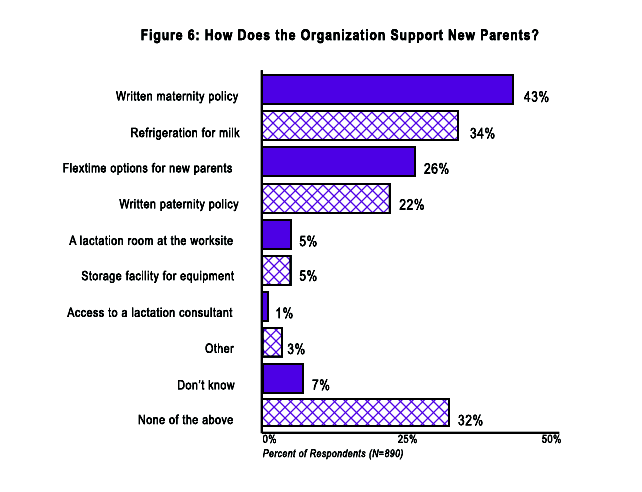 Figure 6: How Does the Organization Support New Parents?
Written maternity policy 43%
Refrigeration for milk 34%
Flextime options for new parents 26%
Written paternity policy 22%
A lactation room at the worksite 5%
Storage facility for equipment 5%
Access to a lactation consultant 1%
Other 3%
Don't know 7%
None of the above 32%
0% 25% 50%
Percent of Respondents (N=890)